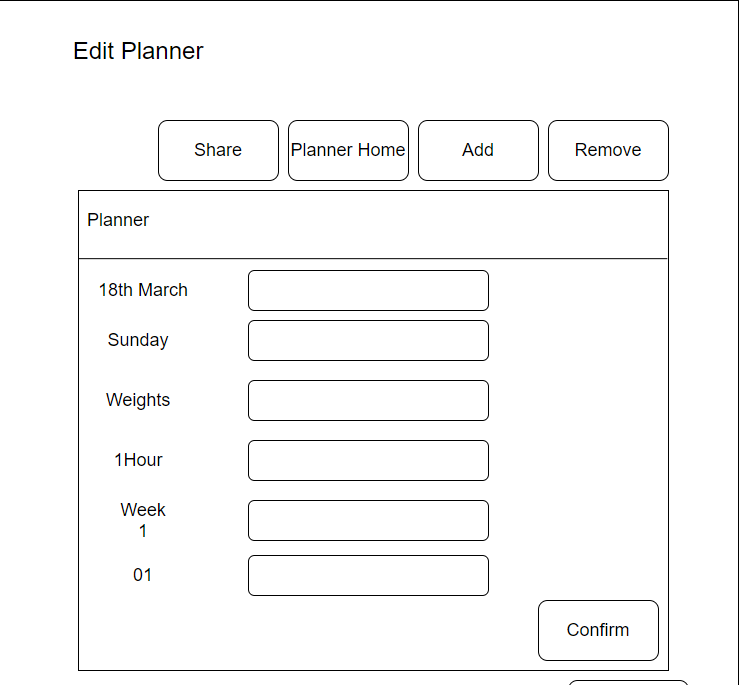 Edit Planner
Share Planner Home Add Remove
Planner
18th March
Sunday
Weights
1Hour
Week
1
01
Confirm